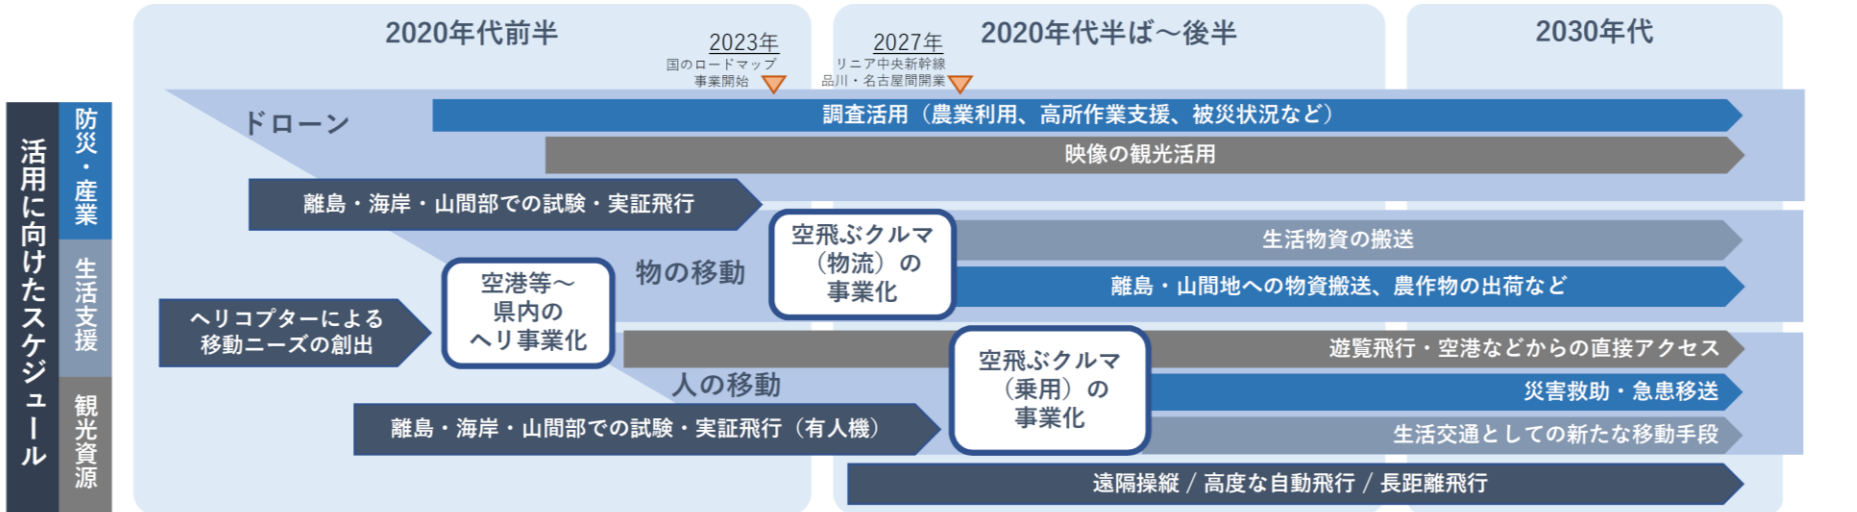 2020年代前半
2020年代半ば～後半
2030年代
2023年
国のロードマップ
事業開始
2027年
リニア中央新幹線
品川・名古屋間開業
活用に向けたスケジュール
防災・産業
生活支援
観光資源
ドローン
調査活用（農業利用、高所作業支援、被災状況など）
映像の観光活用
離島・海岸・山間部での試験・実証飛行
物の移動
空飛ぶクルマ
（物流）の
事業化
生活物資の搬送
離島・山間地への物資搬送、農作物の出荷など
ヘリコプターによる
移動ニーズの創出
空港等～
県内の
ヘリ事業化
人の移動
遊覧飛行・空港などからの直接アクセス
空飛ぶクルマ
（乗用）の
事業化
災害救助・急患移送
離島・海岸・山間部での試験・実証飛行（有人機）
生活交通としての新たな移動手段
遠隔操縦 / 高度な自動飛行 / 長距離飛行